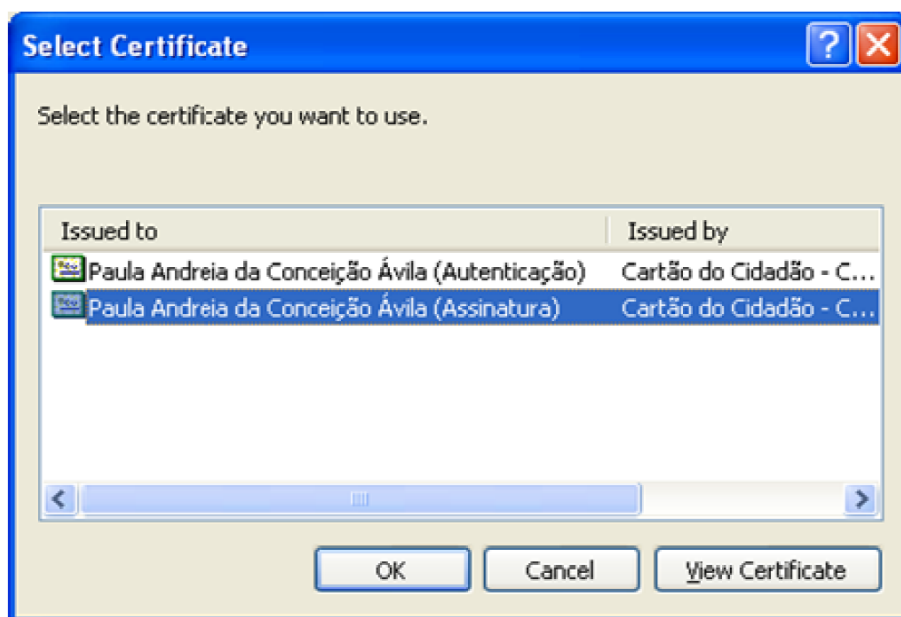 Select Certificate
Select the certificate you want to use.
Issued to Issued by
Paula Andreia da Conceição Ávila (Autenticação) Cartão do Cidadão - C...
Paula Andreia da Conceição Ávila (Assinatura) Cartão do Cidadão - C...
OK Cancel View Certificate